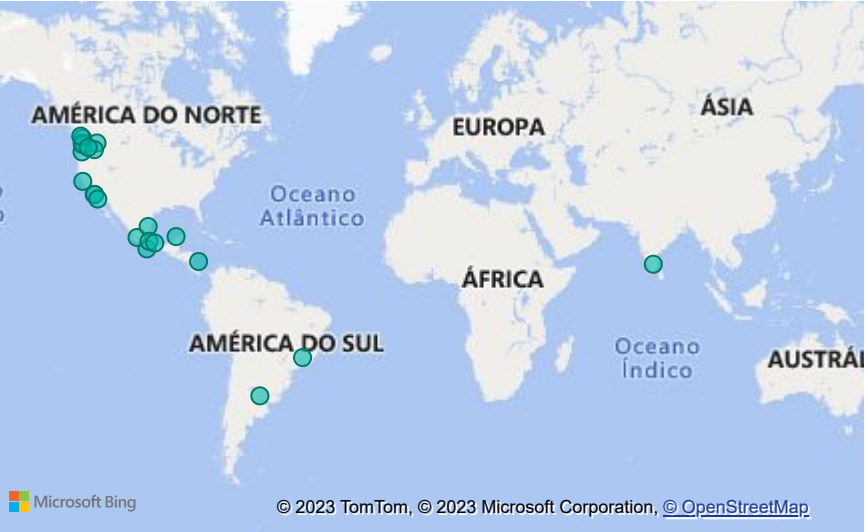 AMÉRICA DO NORTE
ÁSIA
EUROPA
Oceano
Atlântico
ÁFRICA
AMÉRICA DO SUL
Oceano
Índico
AUSTRÁL
Microsoft Bing
© 2023 TomTom, © 2023 Microsoft Corporation, © OpenStreetMap